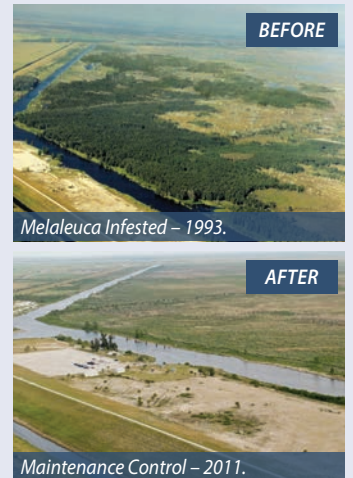 BEFORE
Melaleuca Infested – 1993.
AFTER
Maintenance Control – 2011.